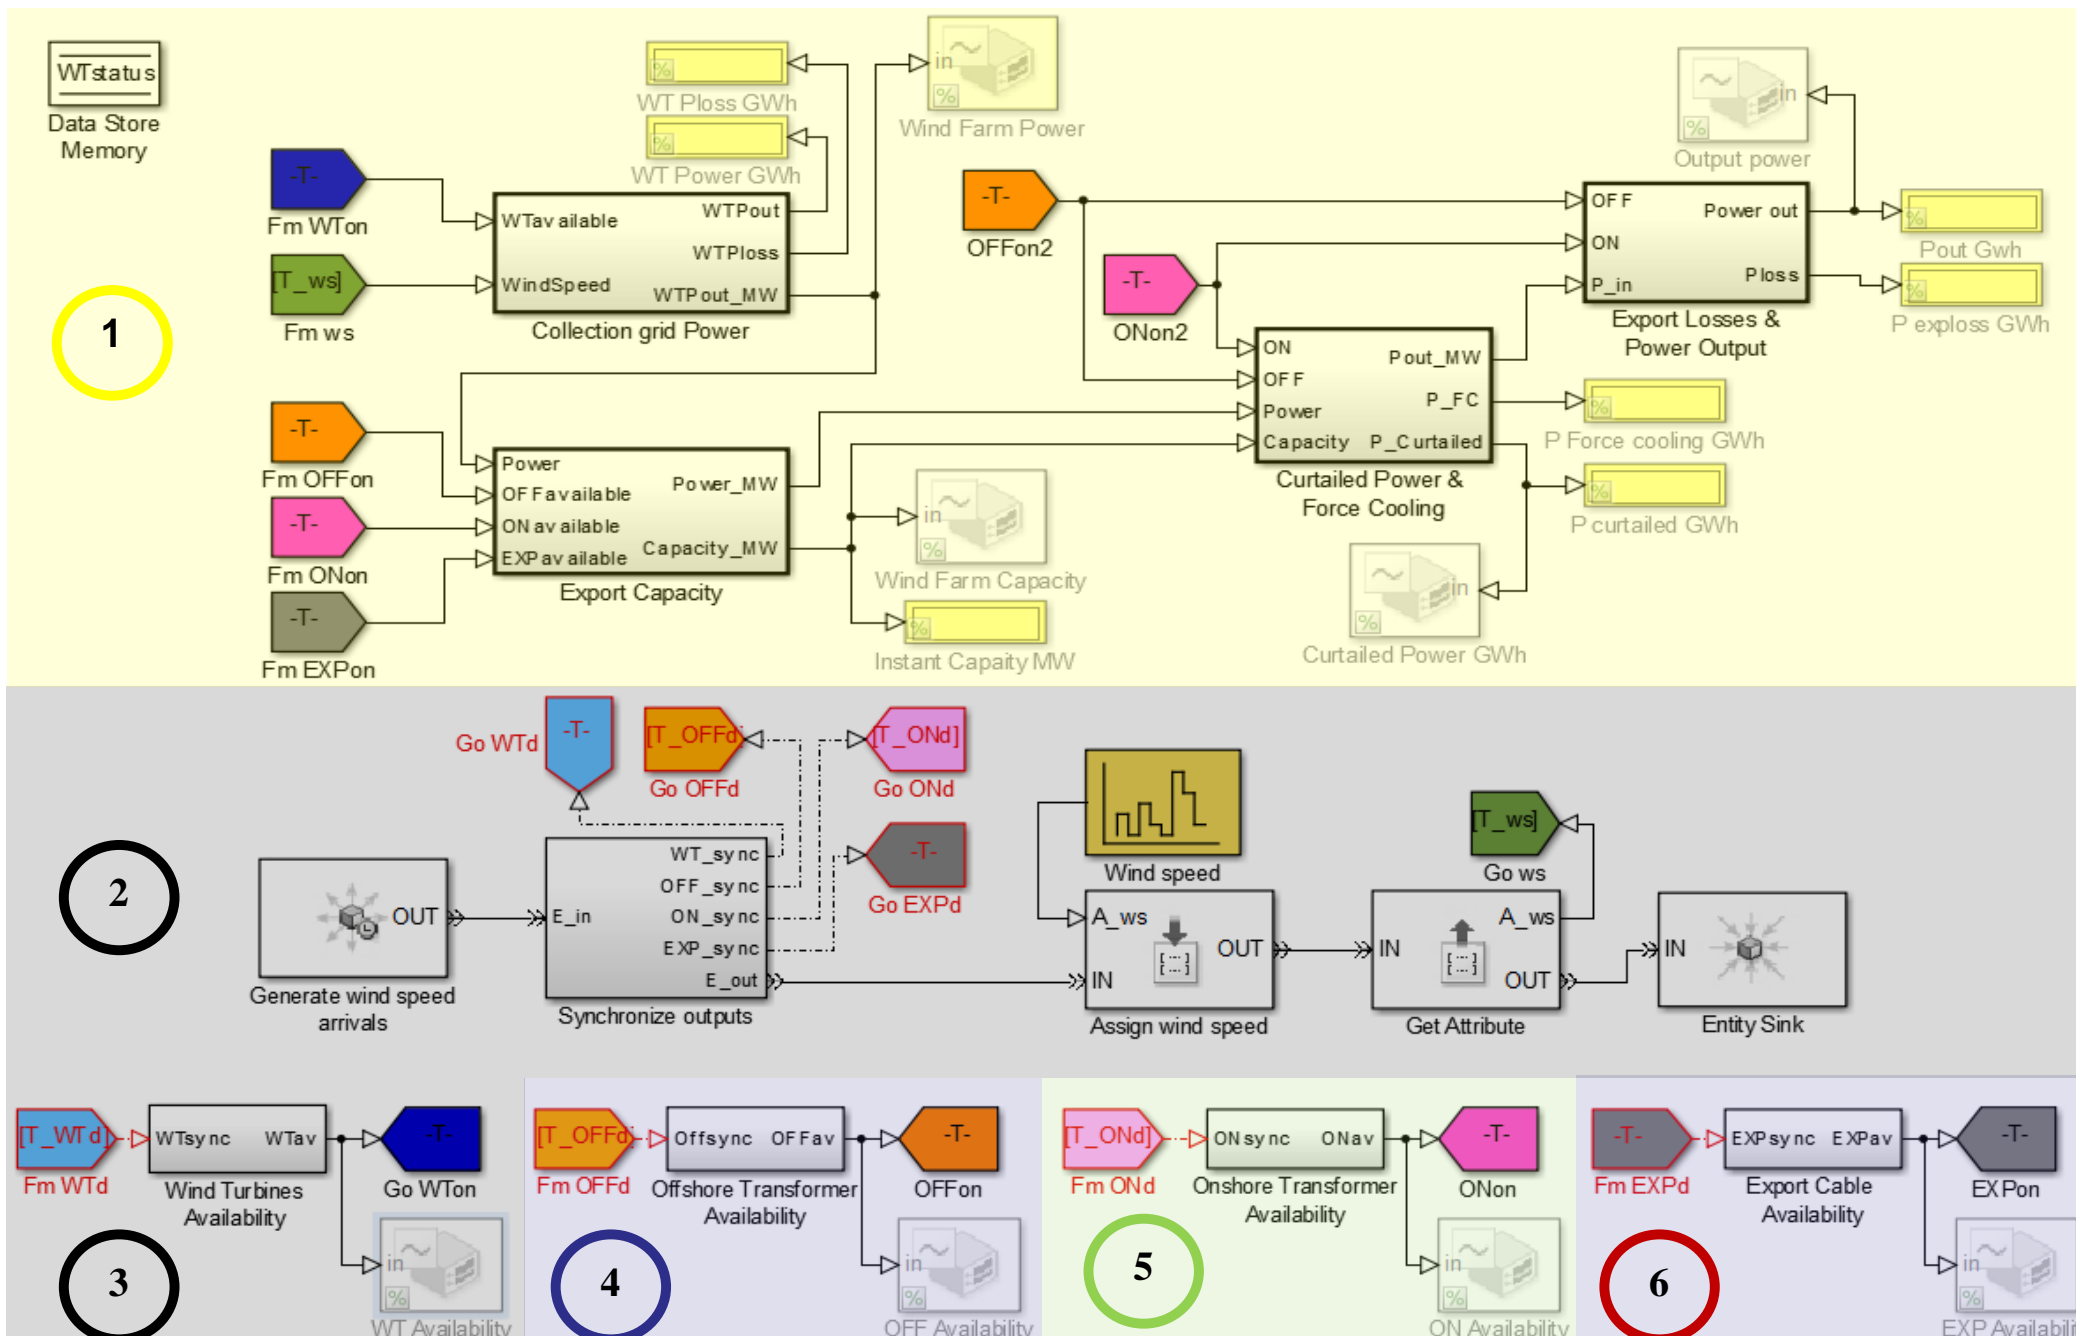 WTstatus
Data Store
Memory
-T-
Fm WTon
[T_ws]
Fm ws
1
WTavailable
WindSpeed
WTPout
WTPloss
WTPout_MW
Collection grid Power
%
WT Ploss GWh
%
WT Power GWh
in
%
Wind Farm Power
-T-
OFFon2
-T-
ONon2
in
%
Output power
OFF
ON
P_in
Power out
Ploss
Export Losses &
Power Output
%
Pout Gwh
%
P exploss GWh
ON
OFF
Power
Capacity
Pout_MW
P_FC
P_Curtailed
Curtailed Power &
Force Cooling
%
P Force cooling GWh
%
P curtailed GWh
in
%
Curtailed Power GWh
-T-
Fm OFFon
-T-
Fm ONon
-T-
Fm EXPon
Power
OFFavailable
ONavailable
EXPavailable
Power_MW
Capacity_MW
Export Capacity
in
%
Wind Farm Capacity
%
Instant Capaity MW
2
Go WTd
-T-
[T_OFFd]
Go OFFd
[T_ONd]
Go ONd
-T-
Go EXPd
OUT
Generate wind speed
arrivals
E_in
WT_sync
OFF_sync
ON_sync
EXP_sync
E_out
Synchronize outputs
Wind speed
A_ws
IN
OUT
Assign wind speed
[T_ws]
Go ws
IN
A_ws
OUT
Get Attribute
IN
Entity Sink
[T_WTd]
Fm WTd
WTsync
WTav
Wind Turbines
Availability
-T-
Go WTon
in
%
WT Availability
3
[T_OFFd]
Fm OFFd
Offsync
OFFav
Offshore Transformer
Availability
-T-
OFFon
in
%
OFF Availability
4
[T_ONd]
Fm ONd
ONsync
ONav
Onshore Transformer
Availability
-T-
ONon
in
%
ON Availability
5
-T-
Fm EXPd
EXPsync
EXPav
Export Cable
Availability
-T-
EXPon
in
%
EXP Availabili
6